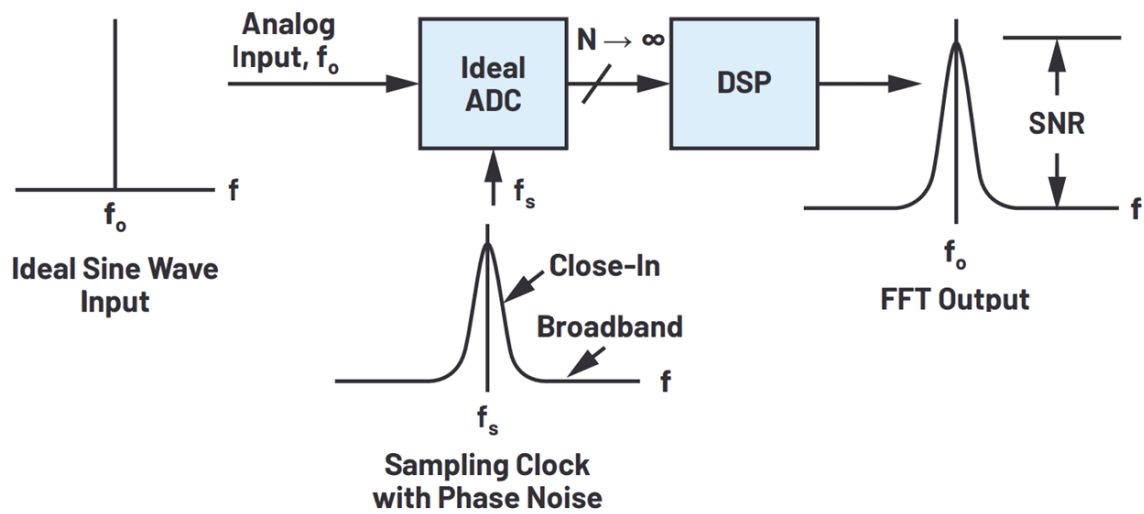 Analog
Input, fₒ
Ideal
ADC
N → ∞
DSP
SNR
f
fₒ
Ideal Sine Wave
Input
fₛ
Close-In
Broadband
f
fₛ
Sampling Clock
with Phase Noise
f
fₒ
FFT Output